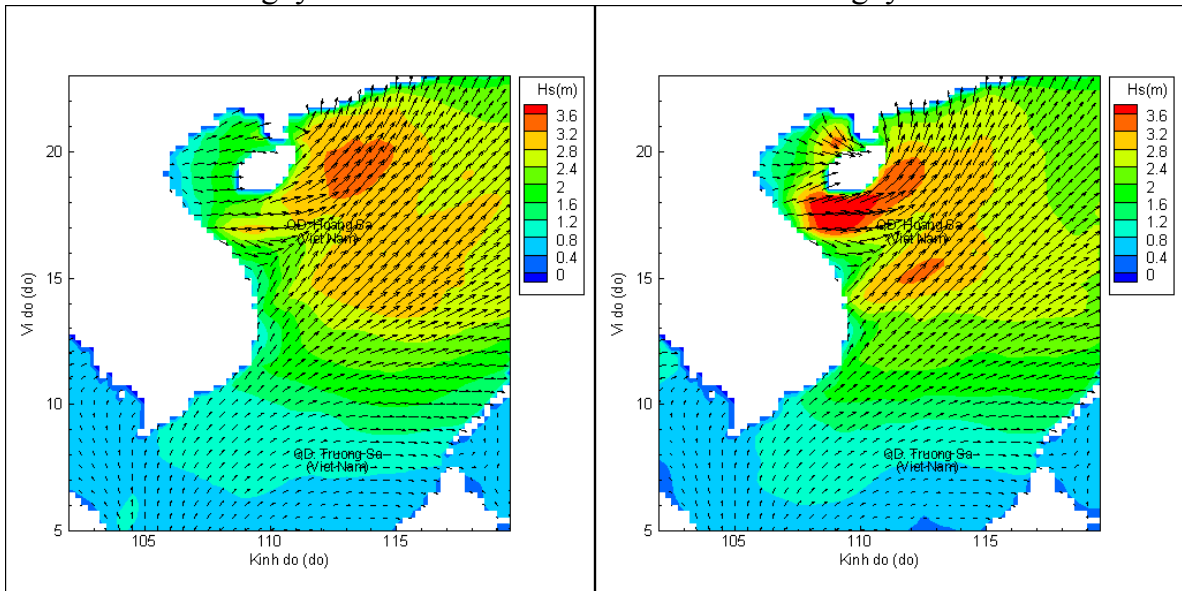 Hs(m)
3.6
3.2
2.8
2.4
2
1.6
1.2
0.8
0.4
0
20
15
10
5
105
110
115
Vi do (do)
Kinh do (do)
QD. Hoang Sa
(Viet Nam)
QD. Truong Sa
(Viet Nam)
Hs(m)
3.6
3.2
2.8
2.4
2
1.6
1.2
0.8
0.4
0
20
15
10
5
105
110
115
Vi do (do)
Kinh do (do)
QD. Hoang Sa
(Viet Nam)
QD. Truong Sa
(Viet Nam)